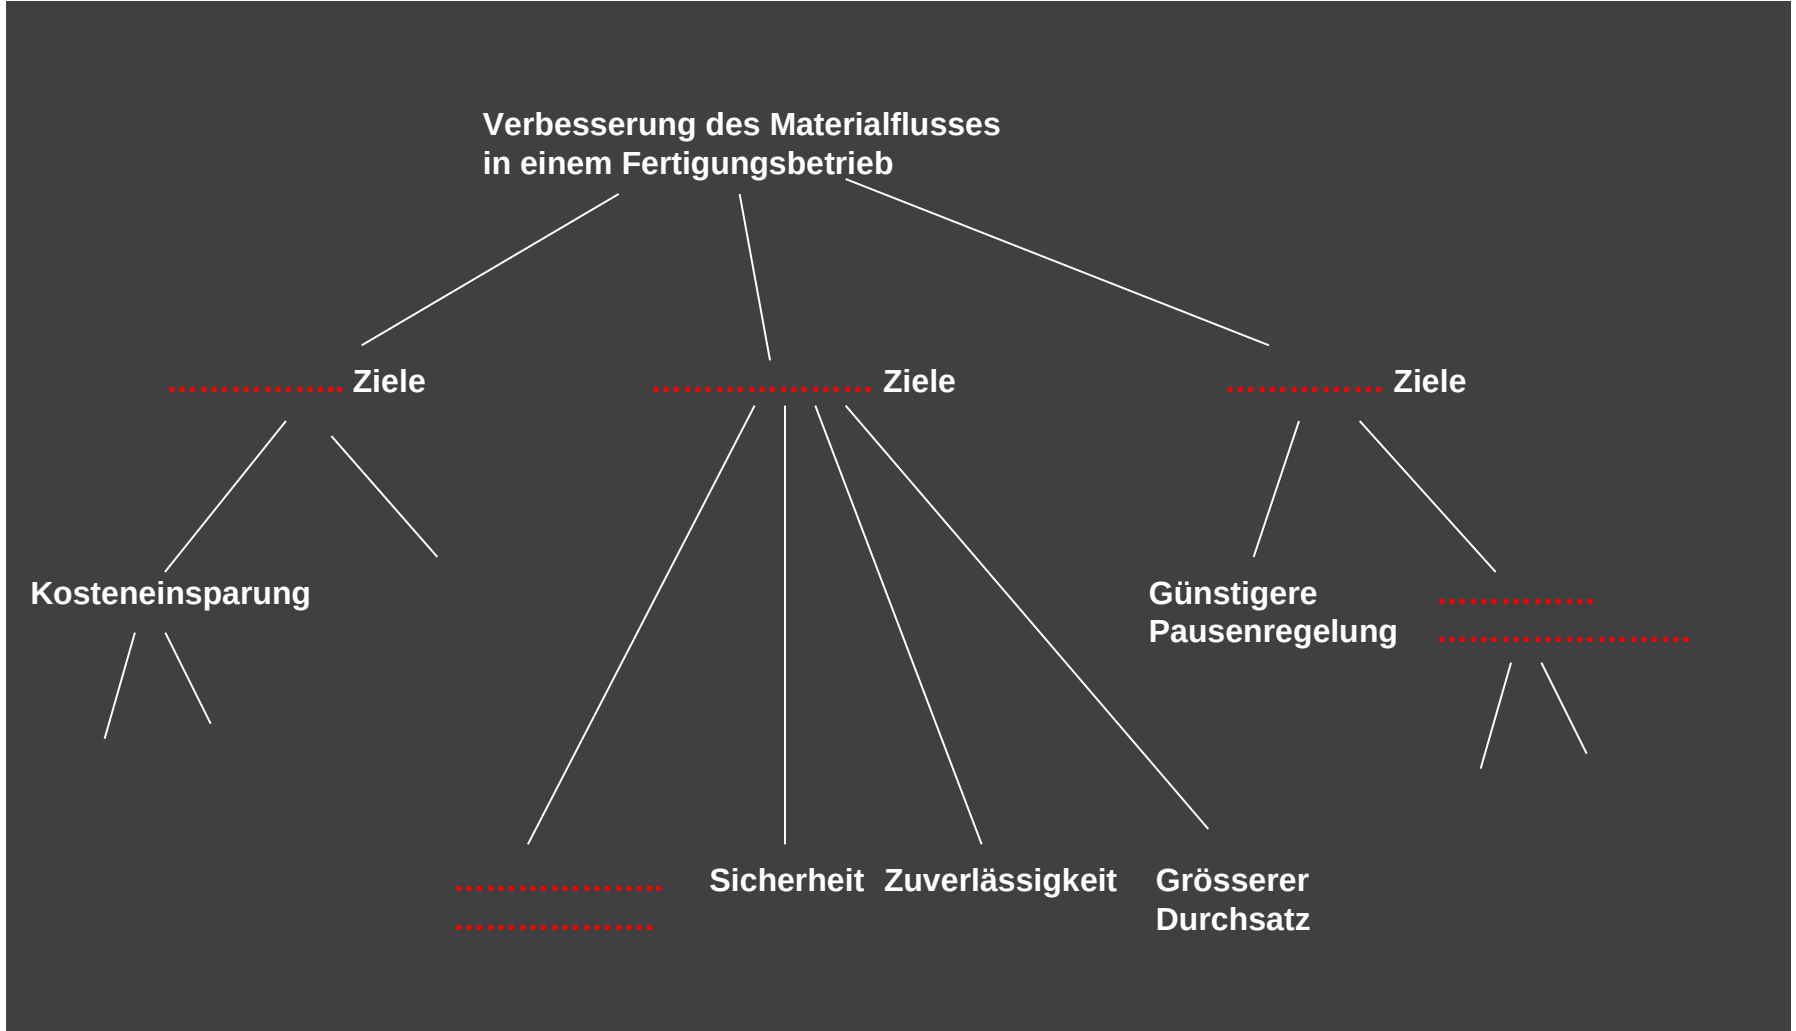 Verbesserung des Materialflusses
in einem Fertigungsbetrieb
…………….. Ziele
………………… Ziele
…………… Ziele
Kosteneinsparung
Günstigere
Pausenregelung
……………
……………………
………………..
……………….
Sicherheit
Zuverlässigkeit
Grösserer
Durchsatz